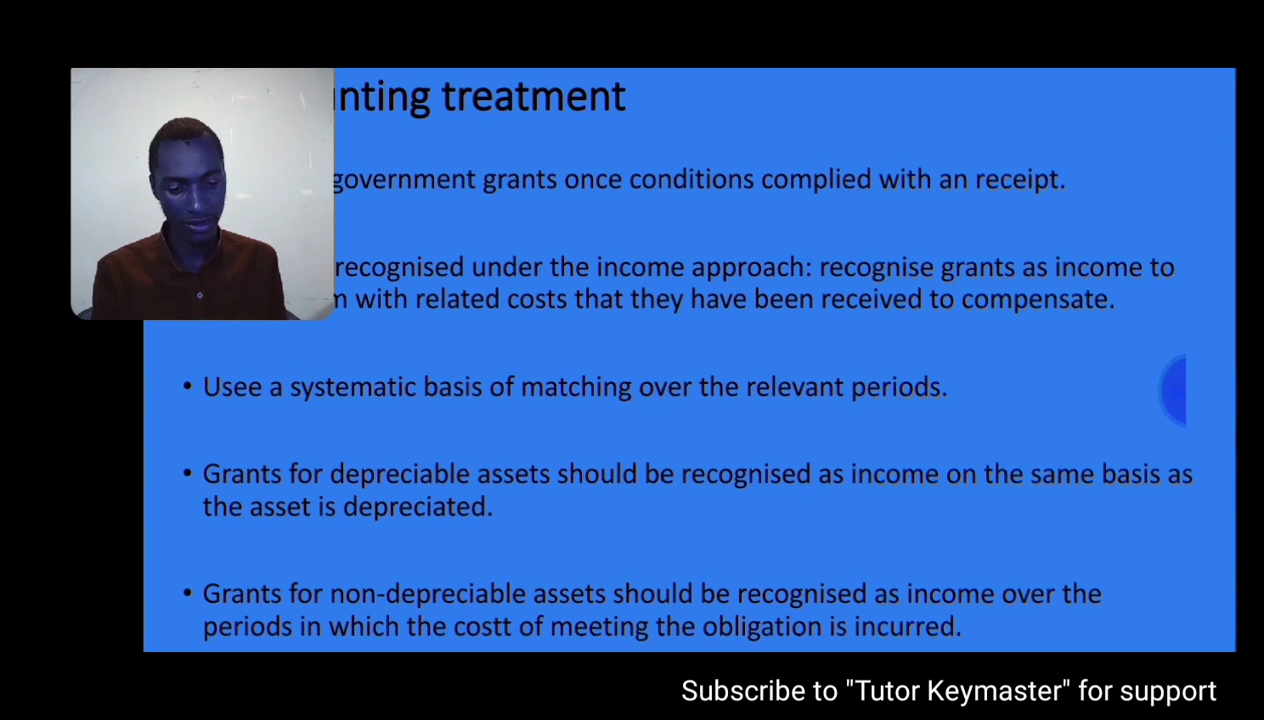 nting treatment
government grants once conditions complied with an receipt.
recognised under the income approach: recognise grants as income to
with related costs that they have been received to compensate.
• Usee a systematic basis of matching over the relevant periods.
• Grants for depreciable assets should be recognised as income on the same basis as
the asset is depreciated.
• Grants for non-depreciable assets should be recognised as income over the
periods in which the costt of meeting the obligation is incurred.
Subscribe to "Tutor Keymaster" for support